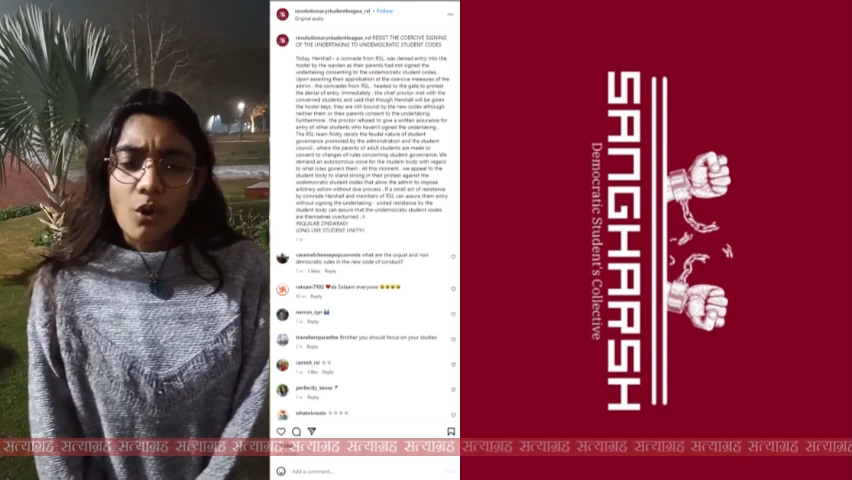 revolutionarystudentleague_rsl • Follow
Original audio
revolutionarystudentleague_rsl RESIST THE COERCIVE SIGNING
OF THE UNDERTAKING TO UNDEMOCRATIC STUDENT CODES
Today, Hershall - a comrade from RSL, was denied entry into the
hostel by the warden as their parents had not signed the
undertaking consenting to the undemocratic student codes.
Upon asserting their approbation at the coercive measures of the
admin , the comrades from RSL , headed to the gate to protest
the denial of entry. Immediately , the chief proctor met with the
concerned students and said that though Hershall will be given
the hostel keys, they are still bound by the new codes although
neither them or their parents consent to the undertaking.
Furthermore , the proctor refused to give a written assurance for
entry of other students who haven't signed the undertaking.
The RSL team firstly resists the feudal nature of student
governance promoted by the administration and the student
council , where the parents of adult students are made to
consent to changes of rules concerning student governance. We
demand an autonomous voice for the student body with regard
to what rules govern them . At this moment , we appeal to the
student body to stand strong in their protest against the
undemocratic student codes that allow the admin to impose
arbitrary action without due process . If a small act of resistance
by comrade Hershall and members of RSL can assure them entry
without signing the undertaking - united resistance by the
student body can assure that the undemocratic student codes
are themselves overturned .
INQUILAB ZINDABAD!
LONG LIVE STUDENT UNITY!!
caramelcheesepopcornmix what are the unjust and non
democratic rules in the new code of conduct?
Reply
ratnam7102 ❤️da Salaam everyone
Reply
Reply
travellersparadise Brother you should focus on your studies
Reply
Reply
perfectly_tense ?
Reply
Add a comment...
SANGHARSH
Democratic Student's Collective
सत्याग्रह सत्याग्रह सत्याग्रह सत्याग्रह सत्याग्रह सत्याग्रह सत्याग्रह सत्याग्रह सत्याग्रह सत्याग्रह सत्याग्रह